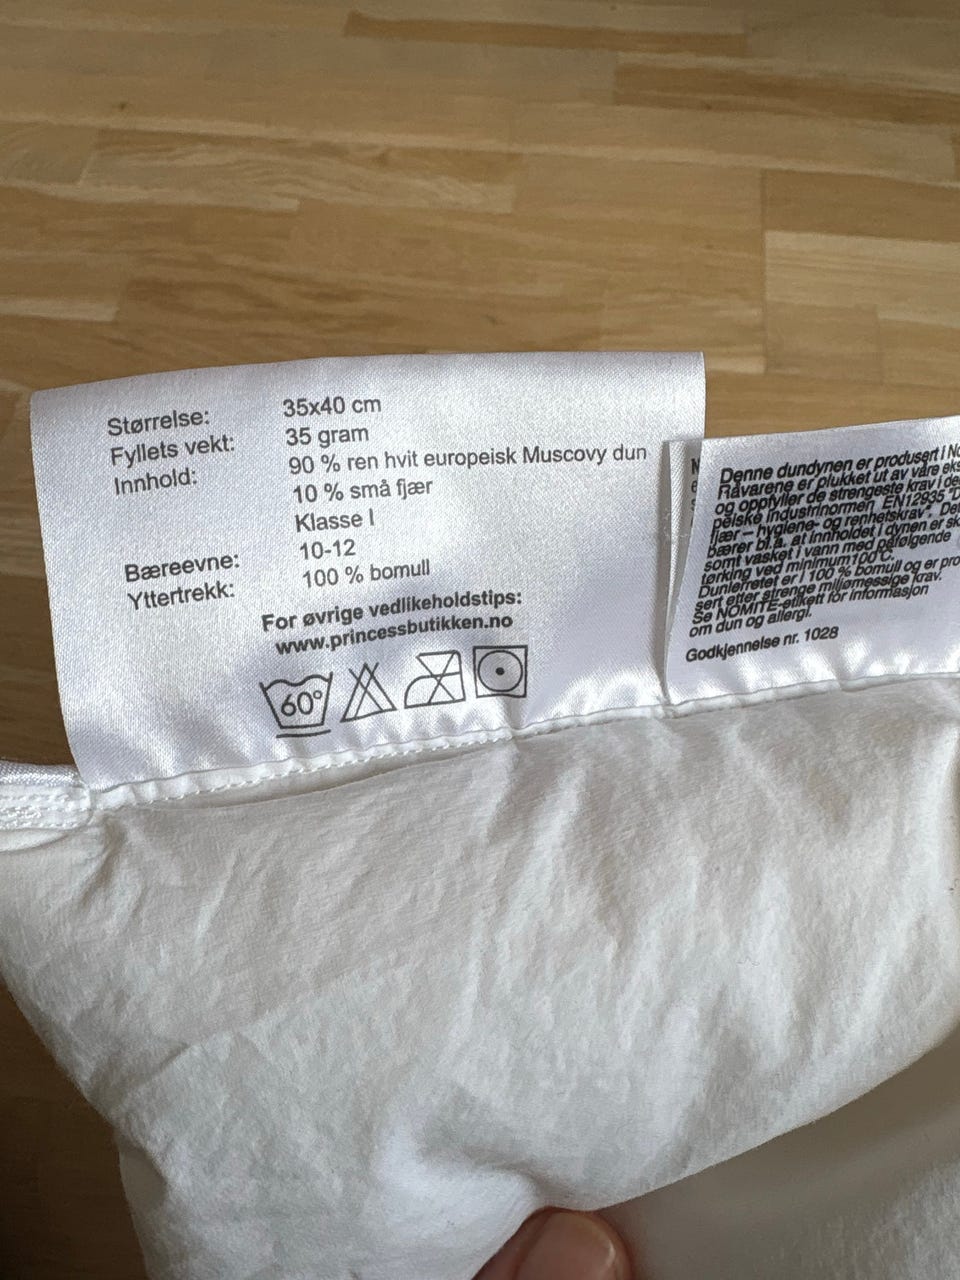 Størrelse: 35x40 cm
Fyllets vekt: 35 gram
Innhold: 90 % ren hvit europeisk Muscovy dun
10 % små fjær
Klasse I
Bæreevne: 10-12
Yttertrekk: 100 % bomull
For øvrige vedlikeholdstips:
www.princessbutikken.no
60°
Denne dundynen er produsert i
Råvarene er plukket ut av våre
og oppfyller de strengeste krav i
peiske industrinormen EN12935
fjær – hygiene- og renhetskrav".
bærer bl.a. at innholdet i dynen er
somt vasket i vann med påfølgende
tørking ved minimum 100°C.
Dunlerretet er i 100 % bomull og er
sert etter strenge miljømessige krav.
Se NOMITE-etikett for informasjon
om dun og allergi.
Godkjennelse nr. 1028